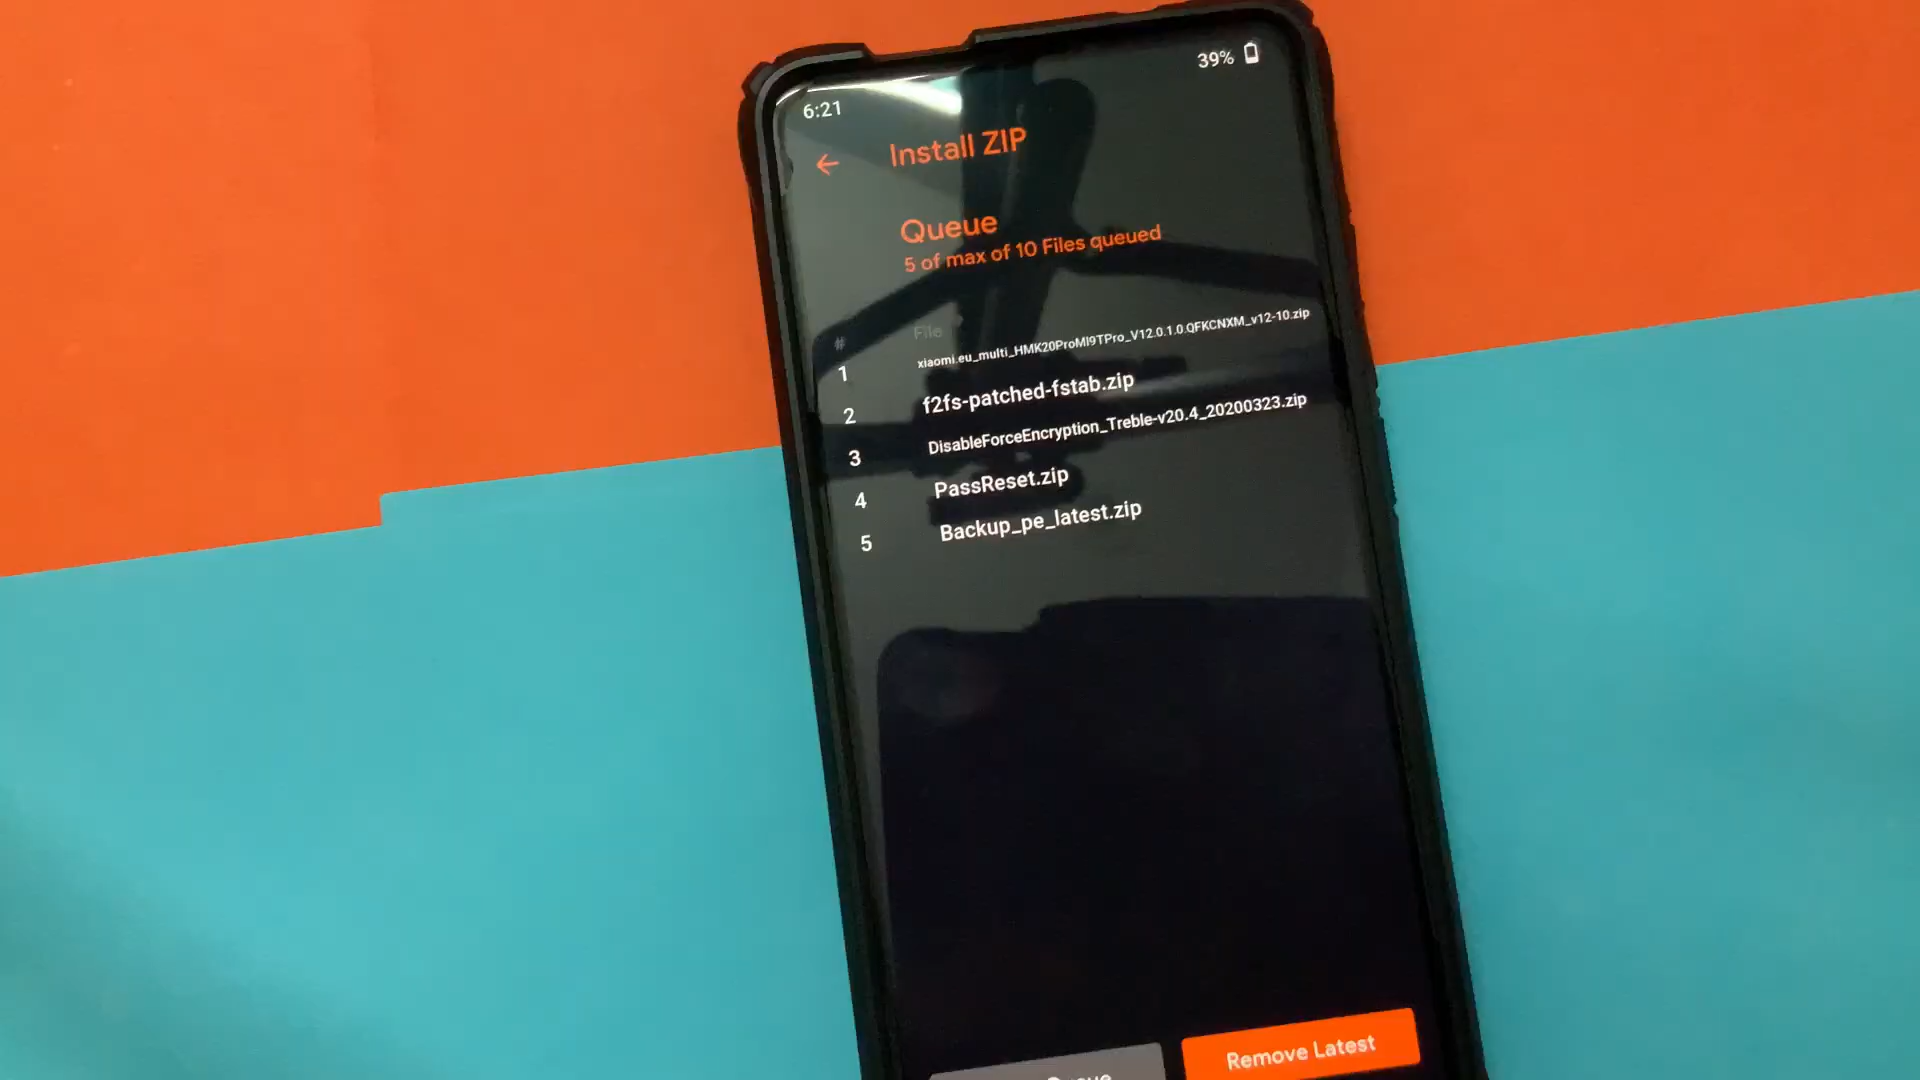 6:21
39%
Install ZIP
Queue
5 of max of 10 Files queued
# File
1 xiaomi.eu_multi_HMK20ProMI9TPro_V12.0.1.0.QFKCNXM_v12-10.zip
2 f2fs-patched-fstab.zip
3 DisableForceEncryption_Treble-v20.4_20200323.zip
4 PassReset.zip
5 Backup_pe_latest.zip
Queue
Remove Latest